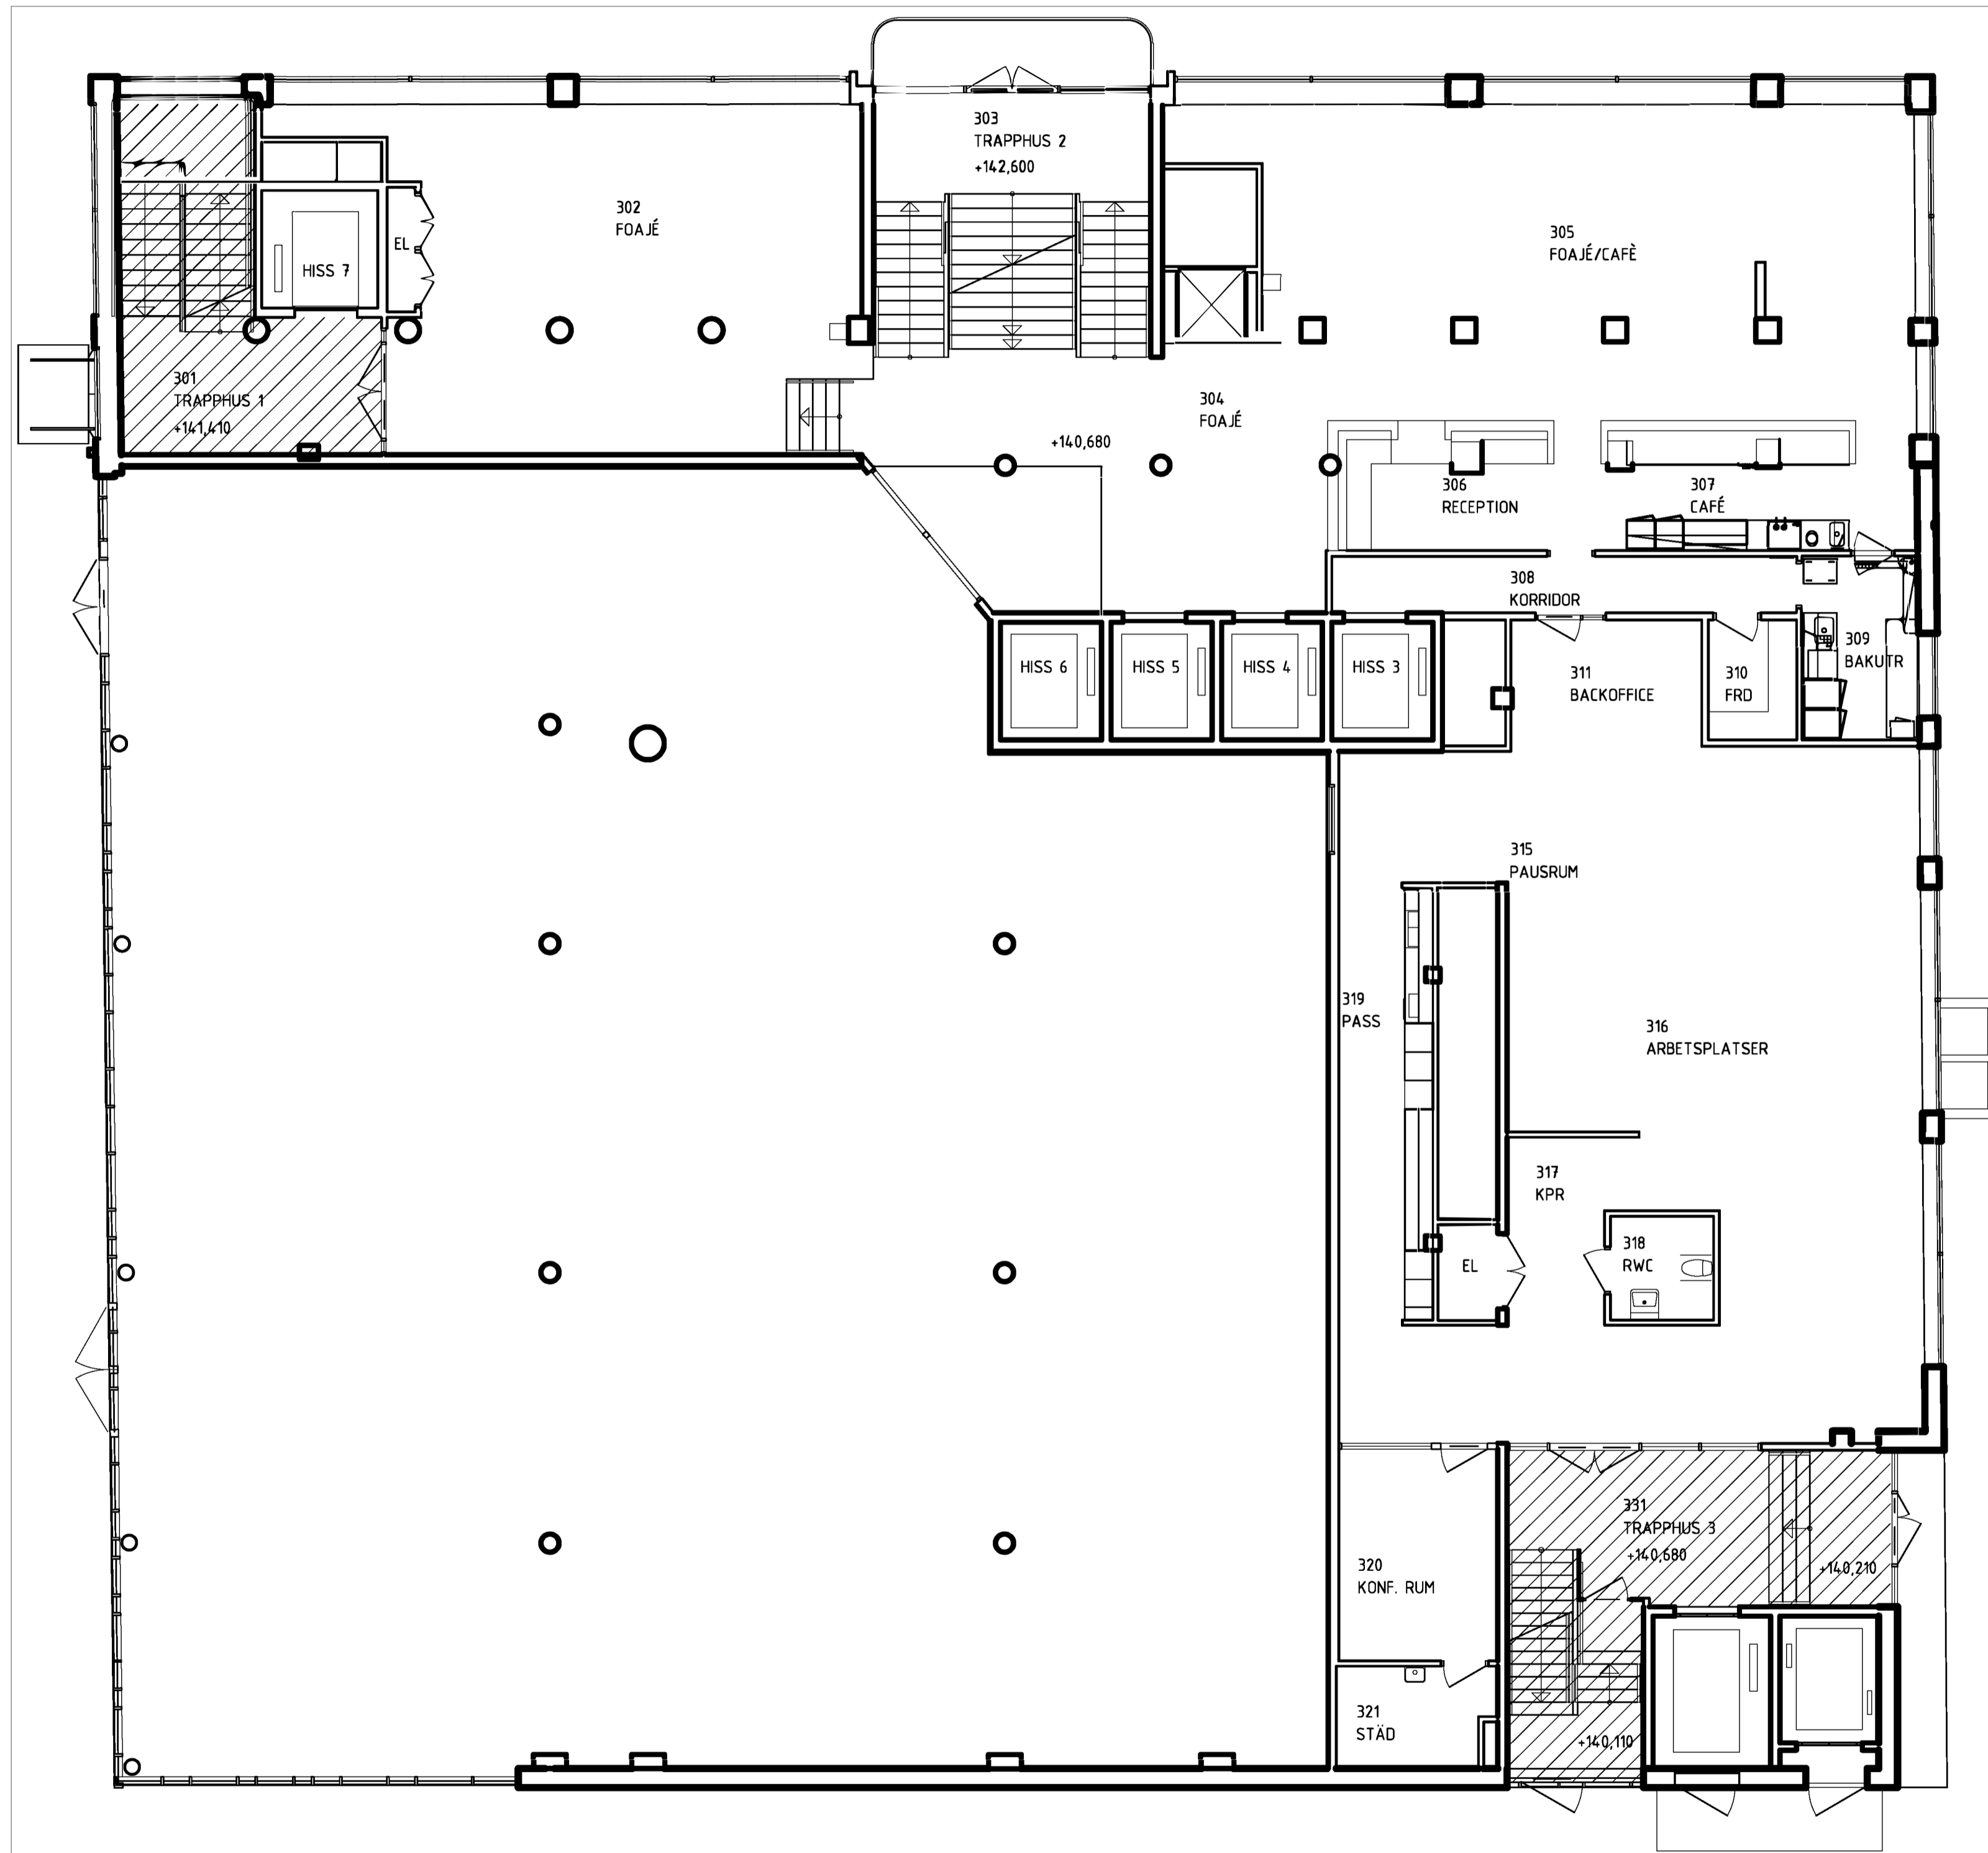 303
TRAPPHUS 2
+142,600
302
FOAJÉ
305
FOAJÉ/CAFÈ
EL
HISS 7
301
TRAPPHUS 1
+141,410
304
FOAJÉ
+140,680
306
RECEPTION
307
CAFÉ
308
KORRIDOR
309
BAKUTR
HISS 6
HISS 5
HISS 4
HISS 3
311
BACKOFFICE
310
FRD
315
PAUSRUM
319
PASS
316
ARBETSPLATSER
317
KPR
318
RWC
EL
331
TRAPPHUS 3
+140,680
+140,210
320
KONF. RUM
321
STÄD
+140,110